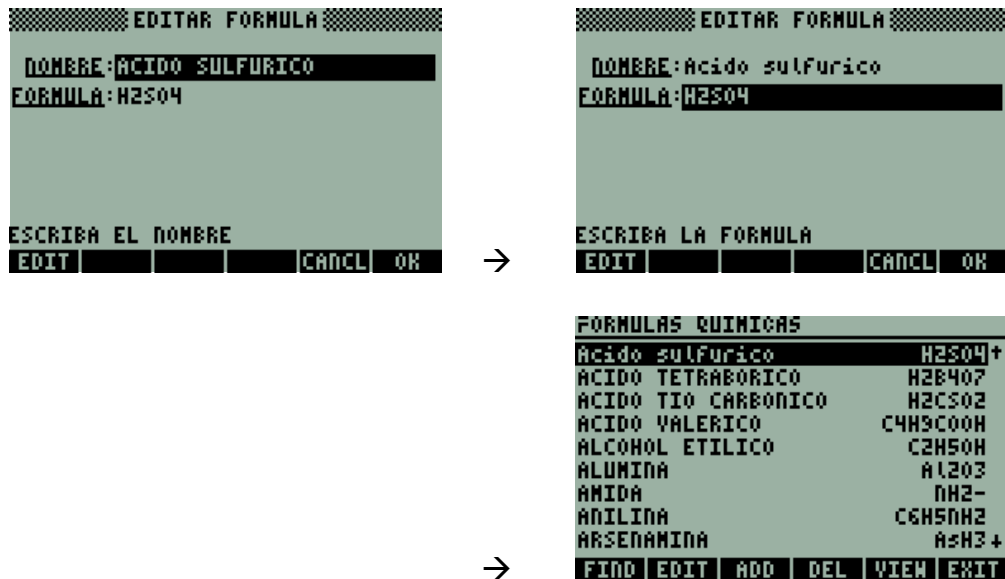 EDITAR FORMULA
NOMBRE:ACIDO SULFURICO
FORMULA:H2SO4
ESCRIBA EL NOMBRE
EDIT CANCL OK
→
EDITAR FORMULA
NOMBRE:Acido sulfurico
FORMULA:H2SO4
ESCRIBA LA FORMULA
EDIT CANCL OK
→
FORMULAS QUIMICAS
Acido sulfurico H2SO4↑
ACIDO TETRABORICO H2B4O7
ACIDO TIO CARBONICO H2CSO2
ACIDO VALERICO C4H9COOH
ALCOHOL ETILICO C2H5OH
ALUMINA Al2O3
AMIDA NH2-
ANILINA C6H5NH2
ARSENAMINA AsH3↓
FIND EDIT ADD DEL VIEW EXIT